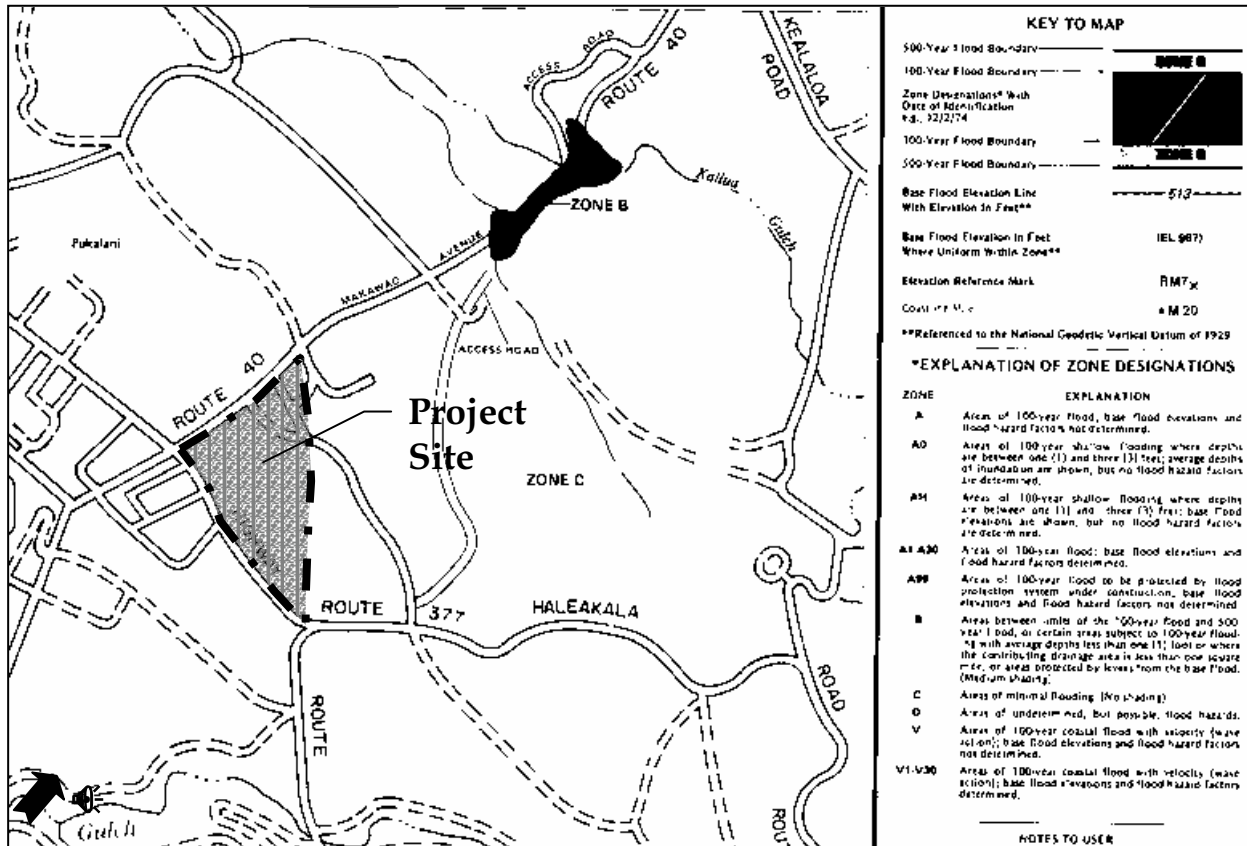 ACCESS
ROAD
ROUTE 40
KEALALOA
ROAD
Kailua
Gulch
ZONE B
Pukalani
MAKAWAO AVENUE
ACCESS ROAD
ROUTE 40
Project
Site
ZONE C
ROUTE 377 HALEAKALA
ROAD
ROUTE
Gulch
KEY TO MAP
500-Year Flood Boundary
100-Year Flood Boundary
Zone Designations* With
Date of Identification
e.g., 12/2/74
100-Year Flood Boundary
500-Year Flood Boundary
ZONE B
ZONE B
Base Flood Elevation Line
With Elevation In Feet**
513
Base Flood Elevation in Feet
Where Uniform Within Zone**
(EL 987)
Elevation Reference Mark
RM7x
• M 20
**Referenced to the National Geodetic Vertical Datum of 1929
*EXPLANATION OF ZONE DESIGNATIONS
ZONE EXPLANATION
A Areas of 100-year flood, base flood elevations and
flood hazard factors not determined.
A0 Areas of 100-year shallow flooding where depths
are between one (1) and three (3) feet; average depths
of inundation are shown, but no flood hazard factors
are determined.
AH Areas of 100-year shallow flooding where depths
are between one (1) and three (3) feet; base flood
elevations are shown, but no flood hazard factors
are determined.
A1-A30 Areas of 100-year flood; base flood elevations and
flood hazard factors determined.
A99 Areas of 100-year flood to be protected by flood
protection system under construction, base flood
elevations and flood hazard factors not determined.
B Areas between limits of the 100-year flood and 500-
year flood, or certain areas subject to 100-year flood-
ing with average depths less than one (1) foot or where
the contributing drainage area is less than one square
mile, or areas protected by levees from the base flood.
(Medium shading)
C Areas of minimal flooding. (No shading)
D Areas of undetermined, but possible, flood hazards.
V Areas of 100-year coastal flood with velocity (wave
action); base flood elevations and flood hazard factors
not determined.
V1-V30 Areas of 100-year coastal flood with velocity (wave
action); base flood elevations and flood hazard factors
determined.
NOTES TO USER